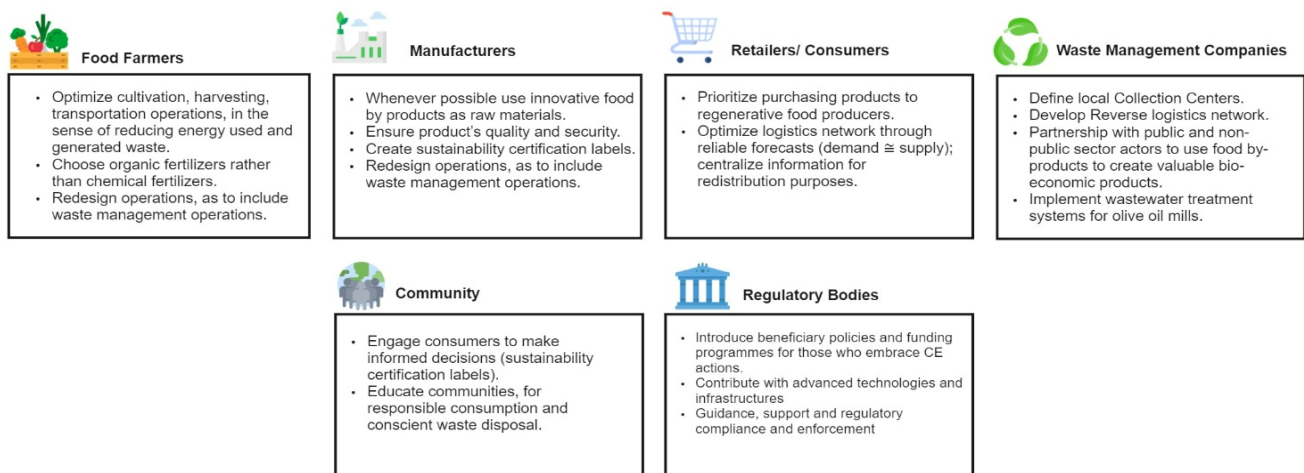 Food Farmers
• Optimize cultivation, harvesting,
transportation operations, in the
sense of reducing energy used and
generated waste.
• Choose organic fertilizers rather
than chemical fertilizers.
• Redesign operations, as to include
waste management operations.
Manufacturers
• Whenever possible use innovative food
by products as raw materials.
• Ensure product's quality and security.
• Create sustainability certification labels.
• Redesign operations, as to include
waste management operations.
Retailers/ Consumers
• Prioritize purchasing products to
regenerative food producers.
• Optimize logistics network through
reliable forecasts (demand ≅ supply);
centralize information for
redistribution purposes.
Waste Management Companies
• Define local Collection Centers.
• Develop Reverse logistics network.
• Partnership with public and non-
public sector actors to use food by-
products to create valuable bio-
economic products.
• Implement wastewater treatment
systems for olive oil mills.
Community
• Engage consumers to make
informed decisions (sustainability
certification labels).
• Educate communities, for
responsible consumption and
conscient waste disposal.
Regulatory Bodies
• Introduce beneficiary policies and funding
programmes for those who embrace CE
actions.
• Contribute with advanced technologies and
infrastructures
• Guidance, support and regulatory
compliance and enforcement